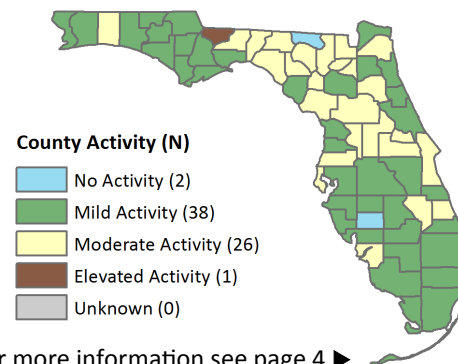 County Activity (N)
No Activity (2)
Mild Activity (38)
Moderate Activity (26)
Elevated Activity (1)
Unknown (0)
more information see page 4 ▶